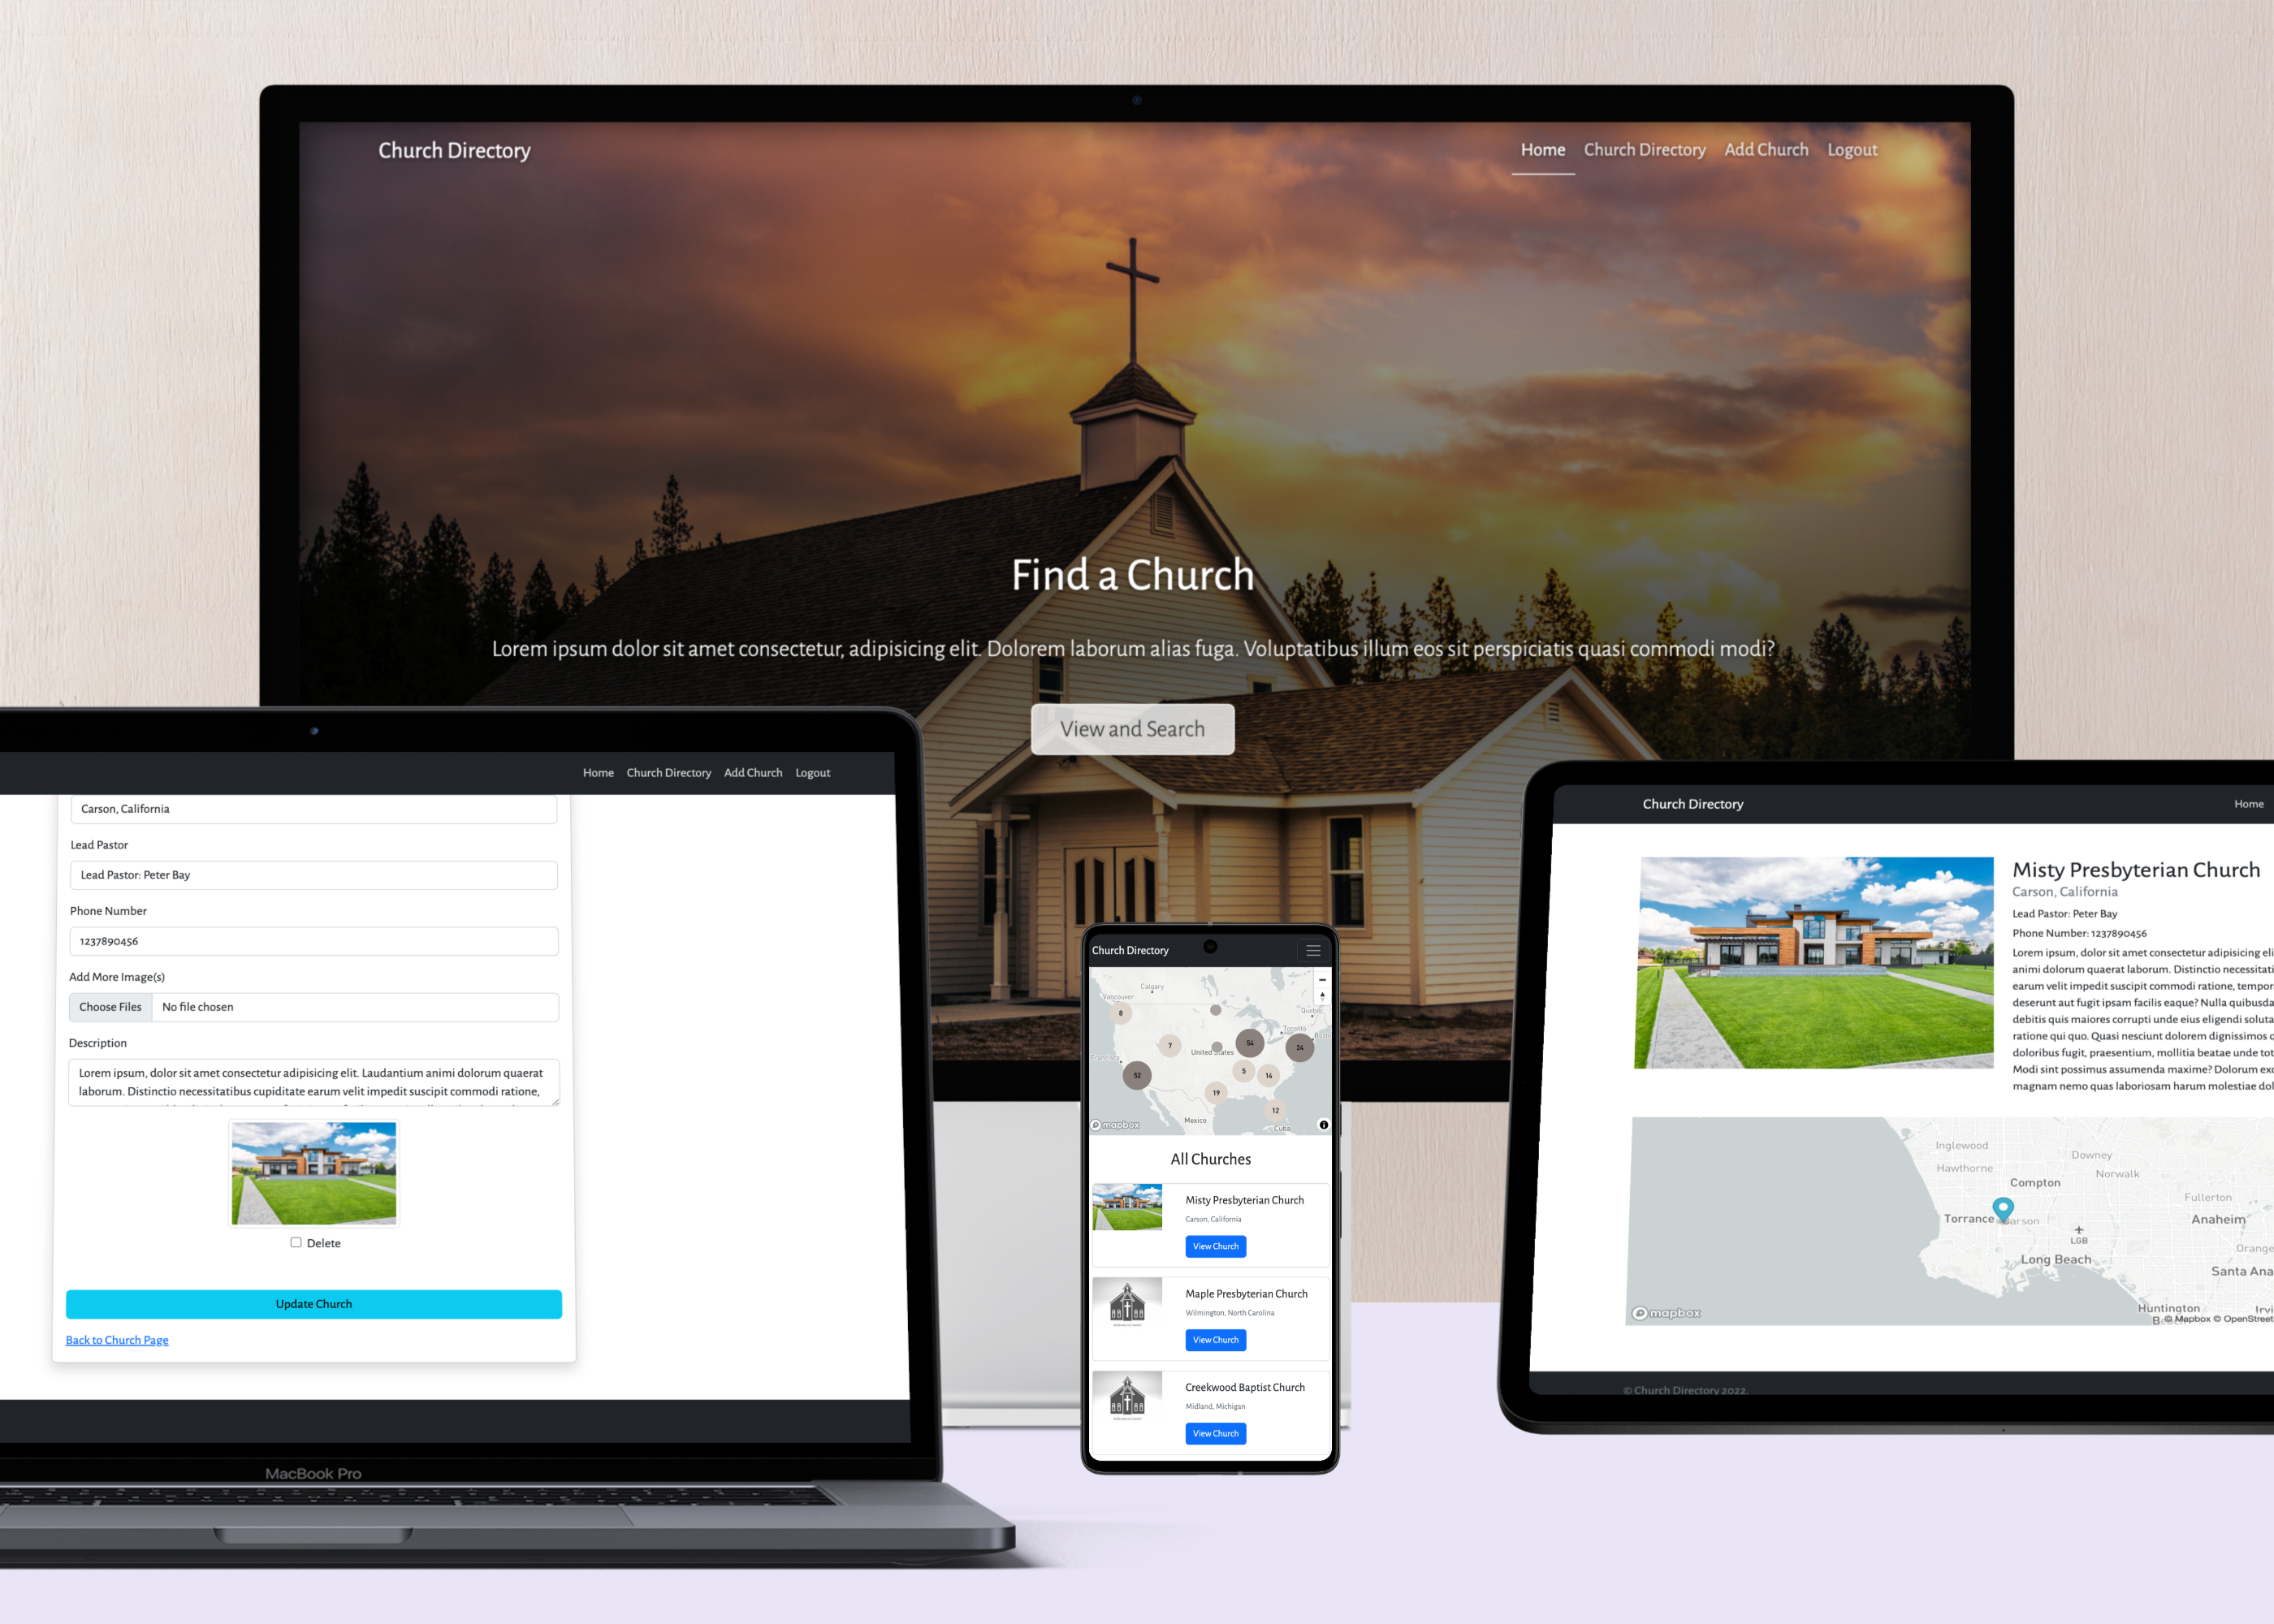 Church Directory
Home Church Directory Add Church Logout
Find a Church
Lorem ipsum dolor sit amet consectetur, adipisicing elit. Dolorem laborum alias fuga. Voluptatibus illum eos sit perspiciatis quasi commodi modi?
View and Search
Home Church Directory Add Church Logout
Carson, California
Lead Pastor
Lead Pastor: Peter Bay
Phone Number
1237890456
Add More Image(s)
Choose Files No file chosen
Description
Lorem ipsum, dolor sit amet consectetur adipisicing elit. Laudantium animi dolorum quaerat
laborum. Distinctio necessitatibus cupiditate earum velit impedit suscipit commodi ratione,
Delete
Update Church
Back to Church Page
MacBook Pro
Church Directory
Calgary
Vancouver
8
Quebec
Toronto
7
54
24
United States
Francisco
52
5
14
19
12
Mexico
Cuba
mapbox
All Churches
Misty Presbyterian Church
Carson, California
View Church
Maple Presbyterian Church
Wilmington, North Carolina
View Church
Creekwood Baptist Church
Midland, Michigan
View Church
Church Directory
Home
Misty Presbyterian Church
Carson, California
Lead Pastor: Peter Bay
Phone Number: 1237890456
Lorem ipsum, dolor sit amet consectetur adipisicing eli
animi dolorum quaerat laborum. Distinctio necessitati
earum velit impedit suscipit commodi ratione, tempor
deserunt aut fugit ipsam facilis eaque? Nulla quibusda
debitis quis maiores corrupti unde eius eligendi soluta
ratione qui quo. Quasi nesciunt dolorem dignissimos
doloribus fugit, praesentium, mollitia beatae unde tot
Modi sint possimus assumenda maxime? Dolorum exc
magnam nemo quas laboriosam harum molestiae dol
Inglewood
Downey
Hawthorne
Norwalk
Compton
Fullerton
Torrance
Carson
Anaheim
LGB
Orange
Long Beach
Santa Ana
Huntington
Irvi
mapbox
© Mapbox © OpenStreet
© Church Directory 2022.